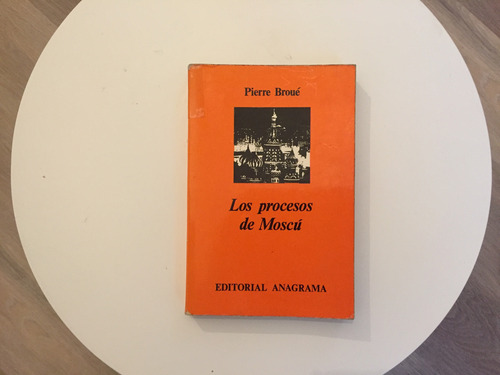 Pierre Broué
Los procesos
de Moscú
EDITORIAL ANAGRAMA